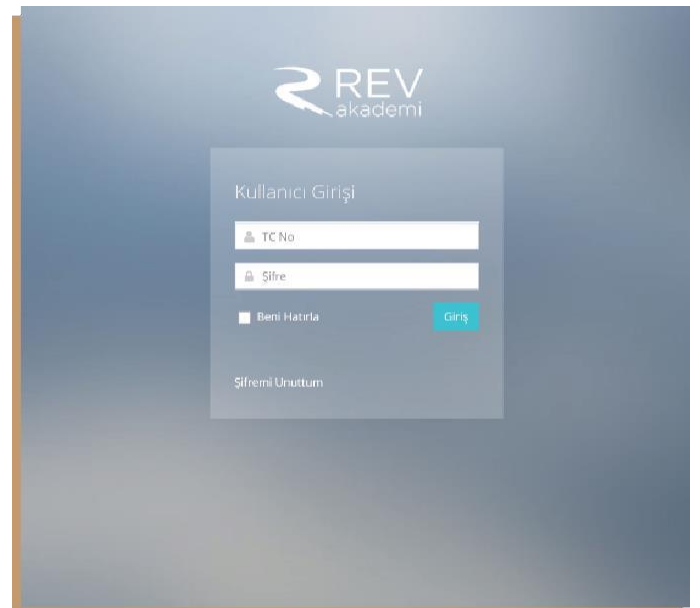 REV
akademi
Kullanıcı Girişi
TC No
Şifre
Beni Hatırla
Giriş
Şifremi Unuttum